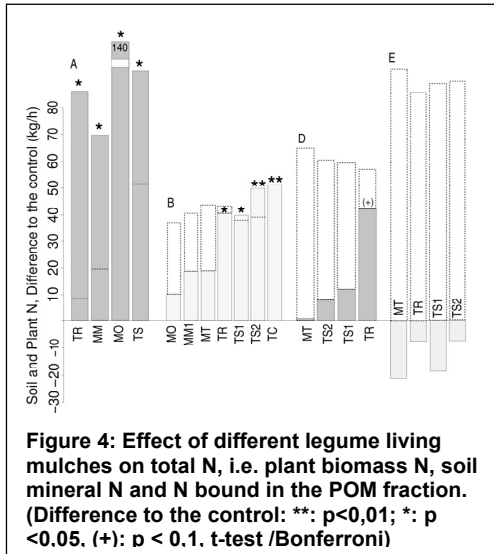 Soil and Plant N, Difference to the control (kg/h)
80
70
60
50
40
30
20
10
-10
-20
-30
A
*
*
*
140
*
TR
MM
MO
TS
B
*
*
**
**
MO
MM1
MT
TR
TS1
TS2
TC
D
(+)
MT
TS2
TS1
TR
E
MT
TR
TS1
TS2
Figure 4: Effect of different legume living
mulches on total N, i.e. plant biomass N, soil
mineral N and N bound in the POM fraction.
(Difference to the control: **: p<0,01; *: p
<0,05, (+): p < 0,1, t-test /Bonferroni)